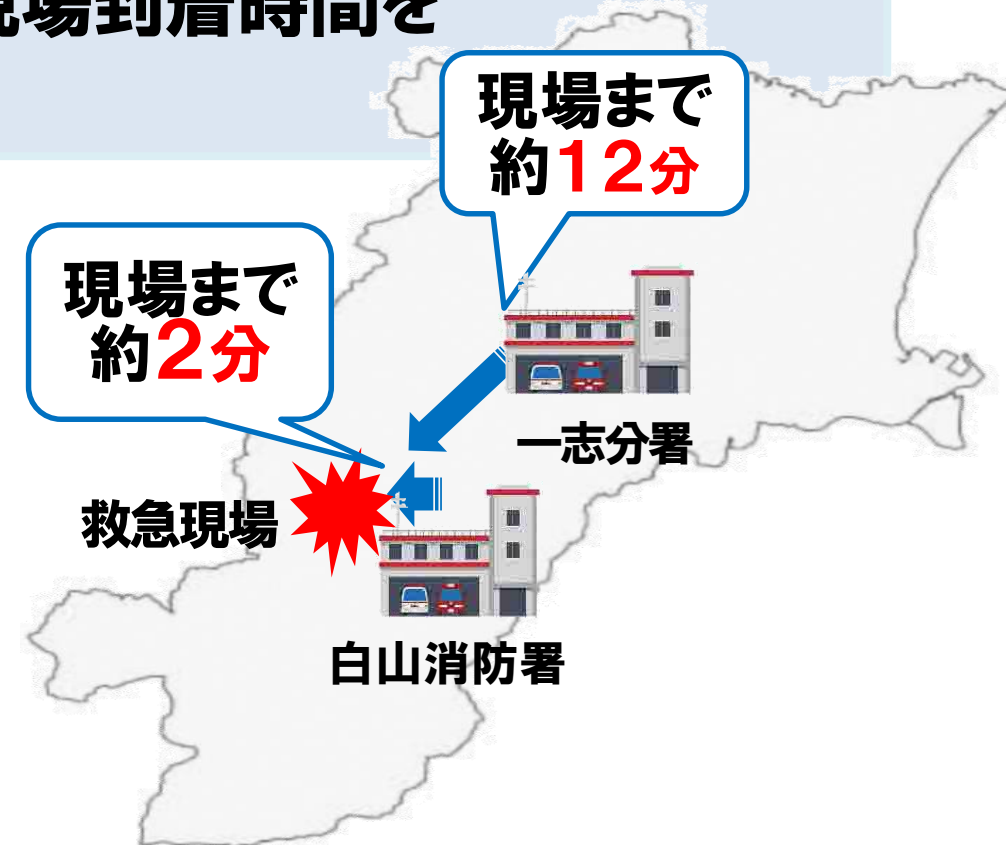 現場到着時間を
現場まで
約12分
現場まで
約2分
一志分署
救急現場
白山消防署